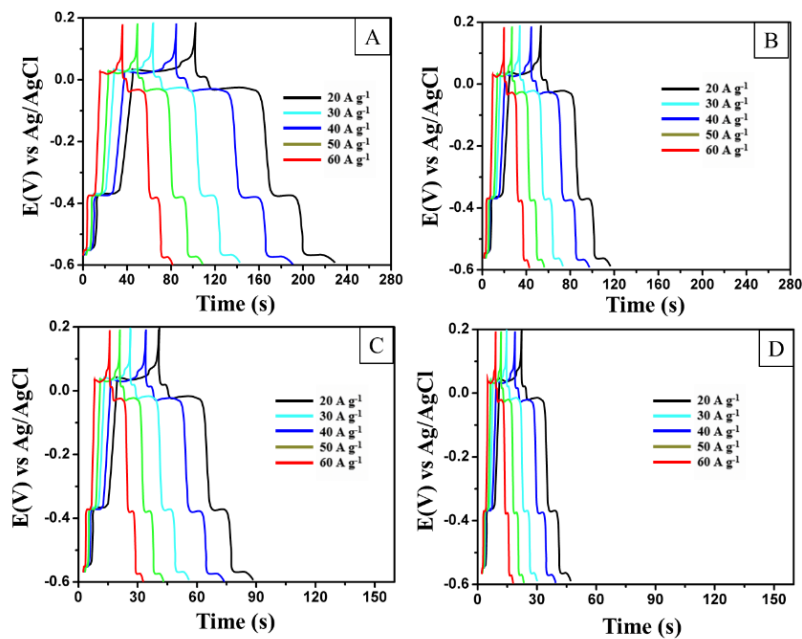 A
0.2
0.0
-0.2
-0.4
-0.6
E(V) vs Ag/AgCl
20 A g-1
30 A g-1
40 A g-1
50 A g-1
60 A g-1
0 40 80 120 160 200 240 280
Time (s)
B
0.2
0.0
-0.2
-0.4
-0.6
E(V) vs Ag/AgCl
20 A g-1
30 A g-1
40 A g-1
50 A g-1
60 A g-1
0 40 80 120 160 200 240 280
Time (s)
C
0.2
0.0
-0.2
-0.4
-0.6
E(V) vs Ag/AgCl
20 A g-1
30 A g-1
40 A g-1
50 A g-1
60 A g-1
0 30 60 90 120 150
Time (s)
D
0.2
0.0
-0.2
-0.4
-0.6
E(V) vs Ag/AgCl
20 A g-1
30 A g-1
40 A g-1
50 A g-1
60 A g-1
0 30 60 90 120 150
Time (s)